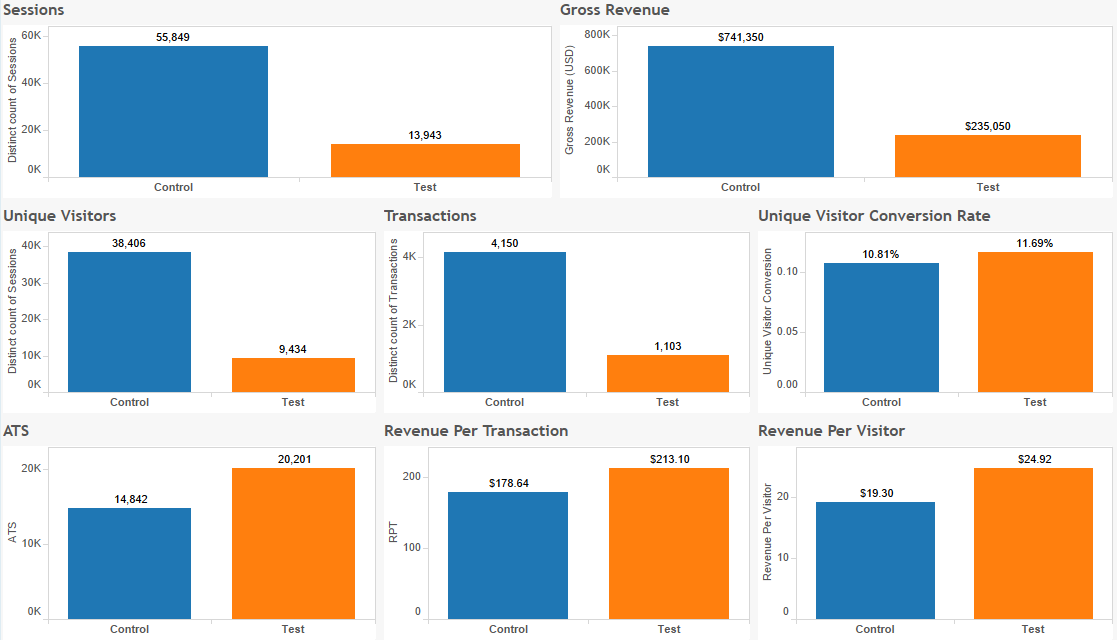 Sessions
Distinct count of Sessions
60K
40K
20K
0K
55,849
13,943
Control
Test
Gross Revenue
Gross Revenue (USD)
800K
600K
400K
200K
0K
$741,350
$235,050
Control
Test
Unique Visitors
Distinct count of Sessions
40K
30K
20K
10K
0K
38,406
9,434
Control
Test
Transactions
Distinct count of Transactions
4K
2K
0K
4,150
1,103
Control
Test
Unique Visitor Conversion Rate
Unique Visitor Conversion
0.10
0.05
0.00
10.81%
11.69%
Control
Test
ATS
ATS
20K
10K
0K
14,842
20,201
Control
Test
Revenue Per Transaction
RPT
200
100
0
$178.64
$213.10
Control
Test
Revenue Per Visitor
Revenue Per Visitor
20
10
0
$19.30
$24.92
Control
Test